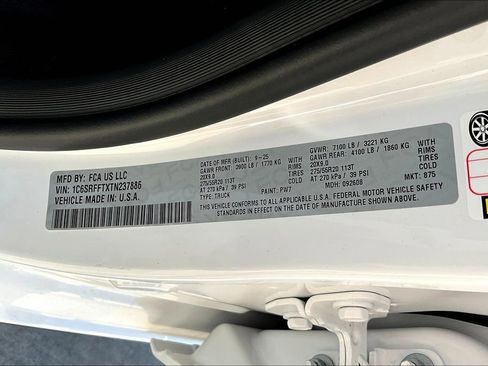 MFD BY: FCA US LLC
VIN: 1C6SRFFTXTN237886
VEHICLE MADE IN: U.S.A.
DATE OF MFR (BUILT): 9-25
GAWR FRONT: 3900 LB / 1770 KG
20X9.0 RIMS
275/55R20 113T TIRES
AT 270 kPa / 39 PSI COLD
TYPE: TRUCK PAINT: PW7
GVWR: 7100 LB / 3221 KG
GAWR REAR: 4100 LB / 1860 KG
20X9.0 RIMS
275/55R20 113T TIRES
AT 270 kPa / 39 PSI COLD
MDH: 092608 MKT: 875
THIS VEHICLE CONFORMS TO ALL APPLICABLE U.S.A. FEDERAL MOTOR VEHICLE SAFETY
STANDARDS IN EFFECT ON THE DATE OF MANUFACTURE SHOWN ABOVE.